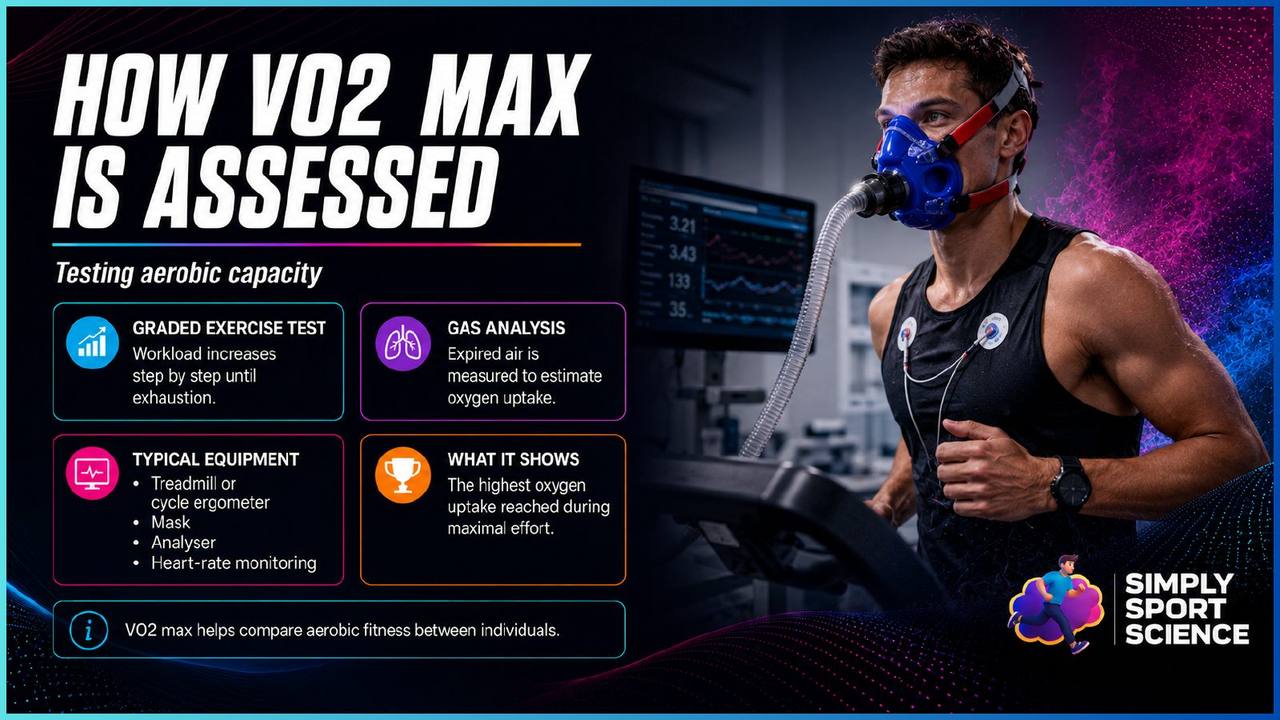 HOW VO2 MAX
IS ASSESSED
Testing aerobic capacity
GRADED EXERCISE TEST
Workload increases
step by step until
exhaustion.
GAS ANALYSIS
Expired air is
measured to estimate
oxygen uptake.
TYPICAL EQUIPMENT
• Treadmill or
cycle ergometer
• Mask
• Analyser
• Heart-rate monitoring
WHAT IT SHOWS
The highest oxygen
uptake reached during
maximal effort.
i
VO2 max helps compare aerobic fitness between individuals.
3.21
3.43
133
35
SIMPLY
SPORT
SCIENCE